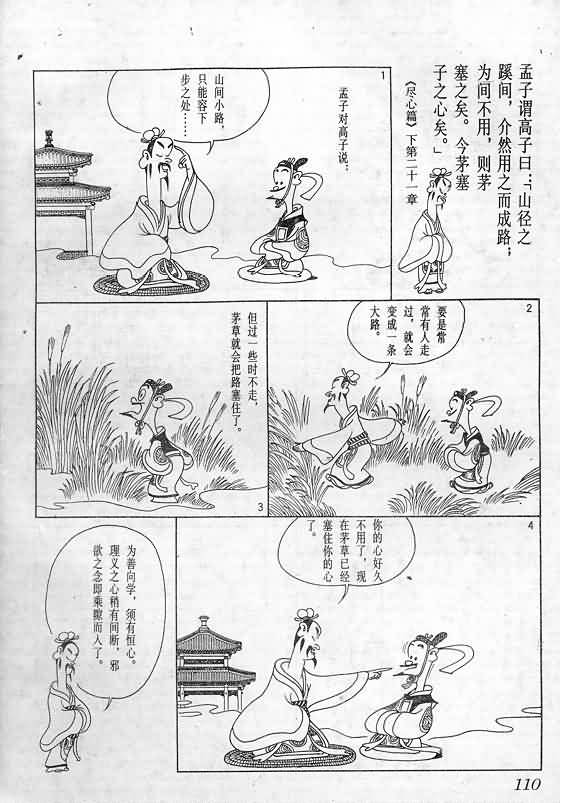 孟子谓高子曰：「山径之
蹊间，介然用之而成路；
为间不用，则茅
塞之矣。今茅塞
子之心矣。」
《尽心篇》下第二十一章
1
孟子对高子说：
山间小路，
只能容下
步之处……
2
要是常
常有人走
过，就会
变成一条
大路。
但过一些时不走，
茅草就会把路塞住了。
3
4
你的心好久
不用了，现
在茅草已经
塞住你的心
了。
为善向学，须有恒心。
理义之心稍有间断，邪
欲之念即乘隙而入了。
110